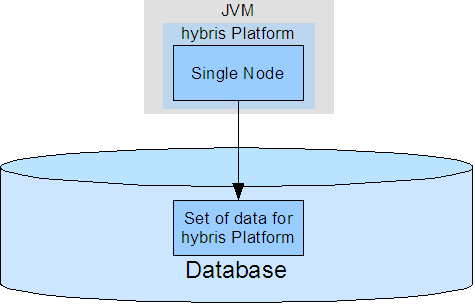 JVM
hybris Platform
Single Node
Set of data for
hybris Platform
Database